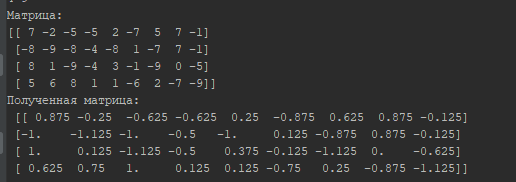 Матрица:
[[ 7 -2 -5 -5  2 -7  5  7 -1]
 [-8 -9 -8 -4 -8  1 -7  7 -1]
 [ 8  1 -9 -4  3 -1 -9  0 -5]
 [ 5  6  8  1  1 -6  2 -7 -9]]
Полученная матрица:
 [[ 0.875 -0.25  -0.625 -0.625  0.25  -0.875  0.625  0.875 -0.125]
 [-1.    -1.125 -1.    -0.5   -1.     0.125 -0.875  0.875 -0.125]
 [ 1.     0.125 -1.125 -0.5    0.375 -0.125 -1.125  0.    -0.625]
 [ 0.625  0.75   1.     0.125  0.125 -0.75   0.25  -0.875 -1.125]]